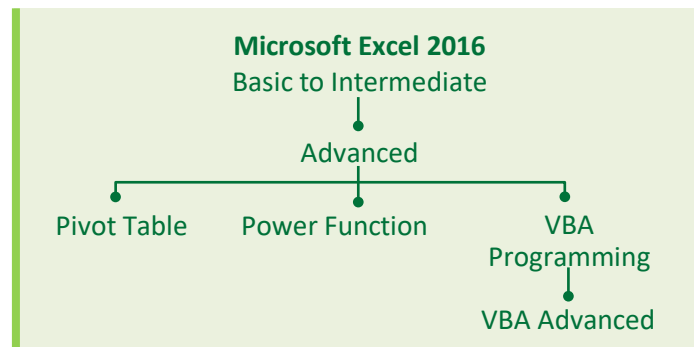 Microsoft Excel 2016
Basic to Intermediate
Advanced
Pivot Table
Power Function
VBA
Programming
VBA Advanced